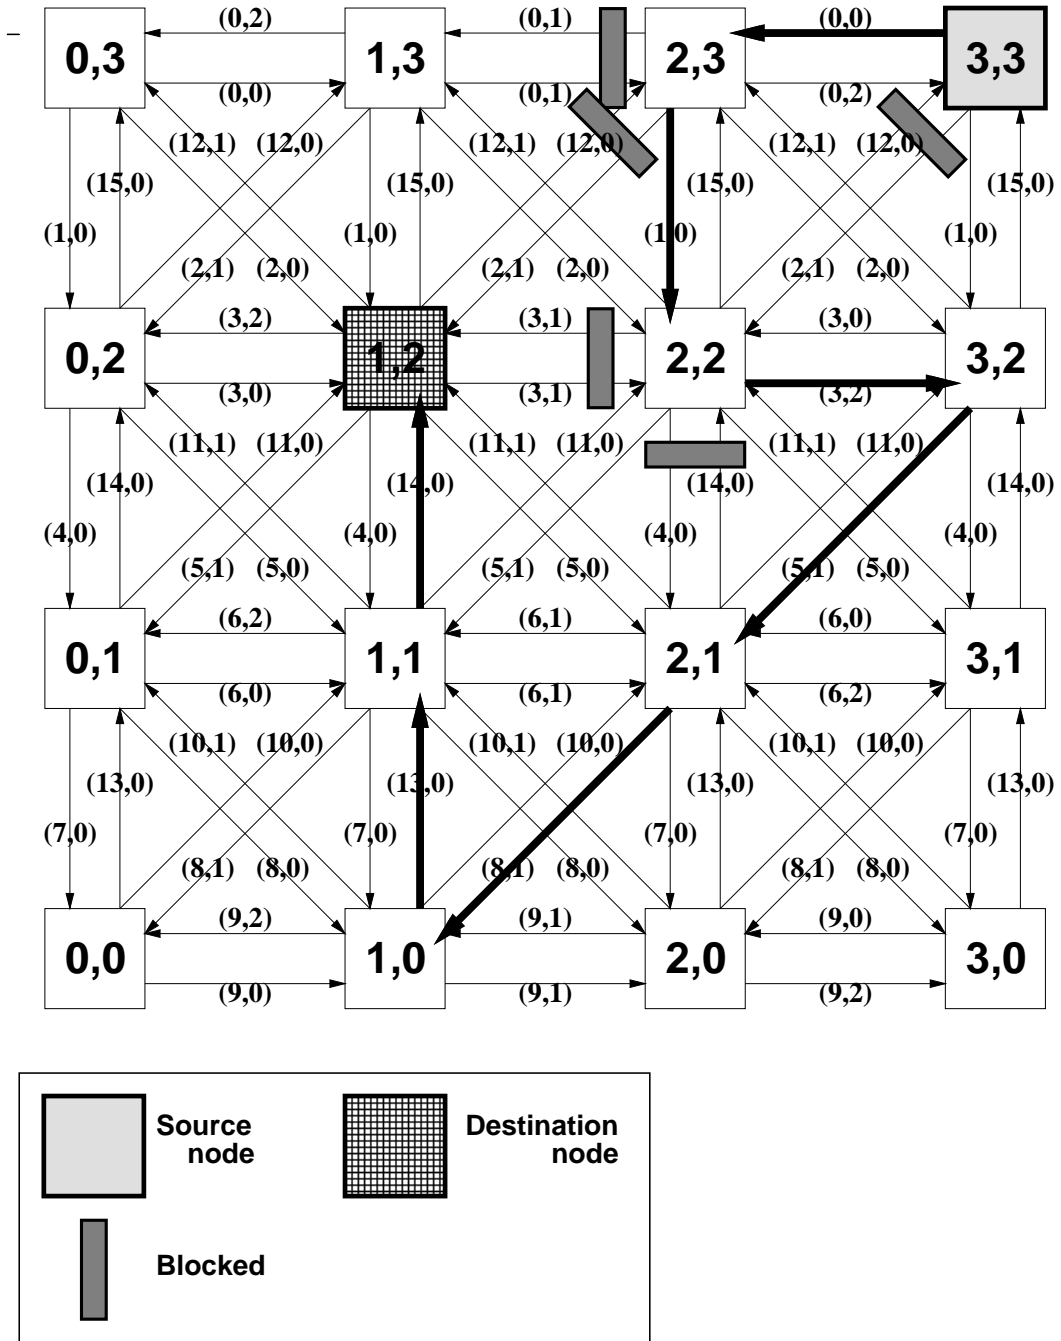 (0,2) (0,1) (0,0)
0,3 1,3 2,3 3,3
(0,0) (0,1) (0,2)
(12,1) (12,0) (12,1) (12,0) (12,1) (12,0)
(15,0) (15,0) (15,0) (15,0)
(1,0) (1,0) (1,0) (1,0)
(2,1) (2,0) (2,1) (2,0) (2,1) (2,0)
(3,2) (3,1) (3,0)
0,2 1,2 2,2 3,2
(3,0) (3,1) (3,2)
(11,1) (11,0) (11,1) (11,0) (11,1) (11,0)
(14,0) (14,0) (14,0) (14,0)
(4,0) (4,0) (4,0) (4,0)
(5,1) (5,0) (5,1) (5,0) (5,1) (5,0)
(6,2) (6,1) (6,0)
0,1 1,1 2,1 3,1
(6,0) (6,1) (6,2)
(10,1) (10,0) (10,1) (10,0) (10,1) (10,0)
(13,0) (13,0) (13,0) (13,0)
(7,0) (7,0) (7,0) (7,0)
(8,1) (8,0) (8,1) (8,0) (8,1) (8,0)
(9,2) (9,1) (9,0)
0,0 1,0 2,0 3,0
(9,0) (9,1) (9,2)
Source Destination
node node
Blocked